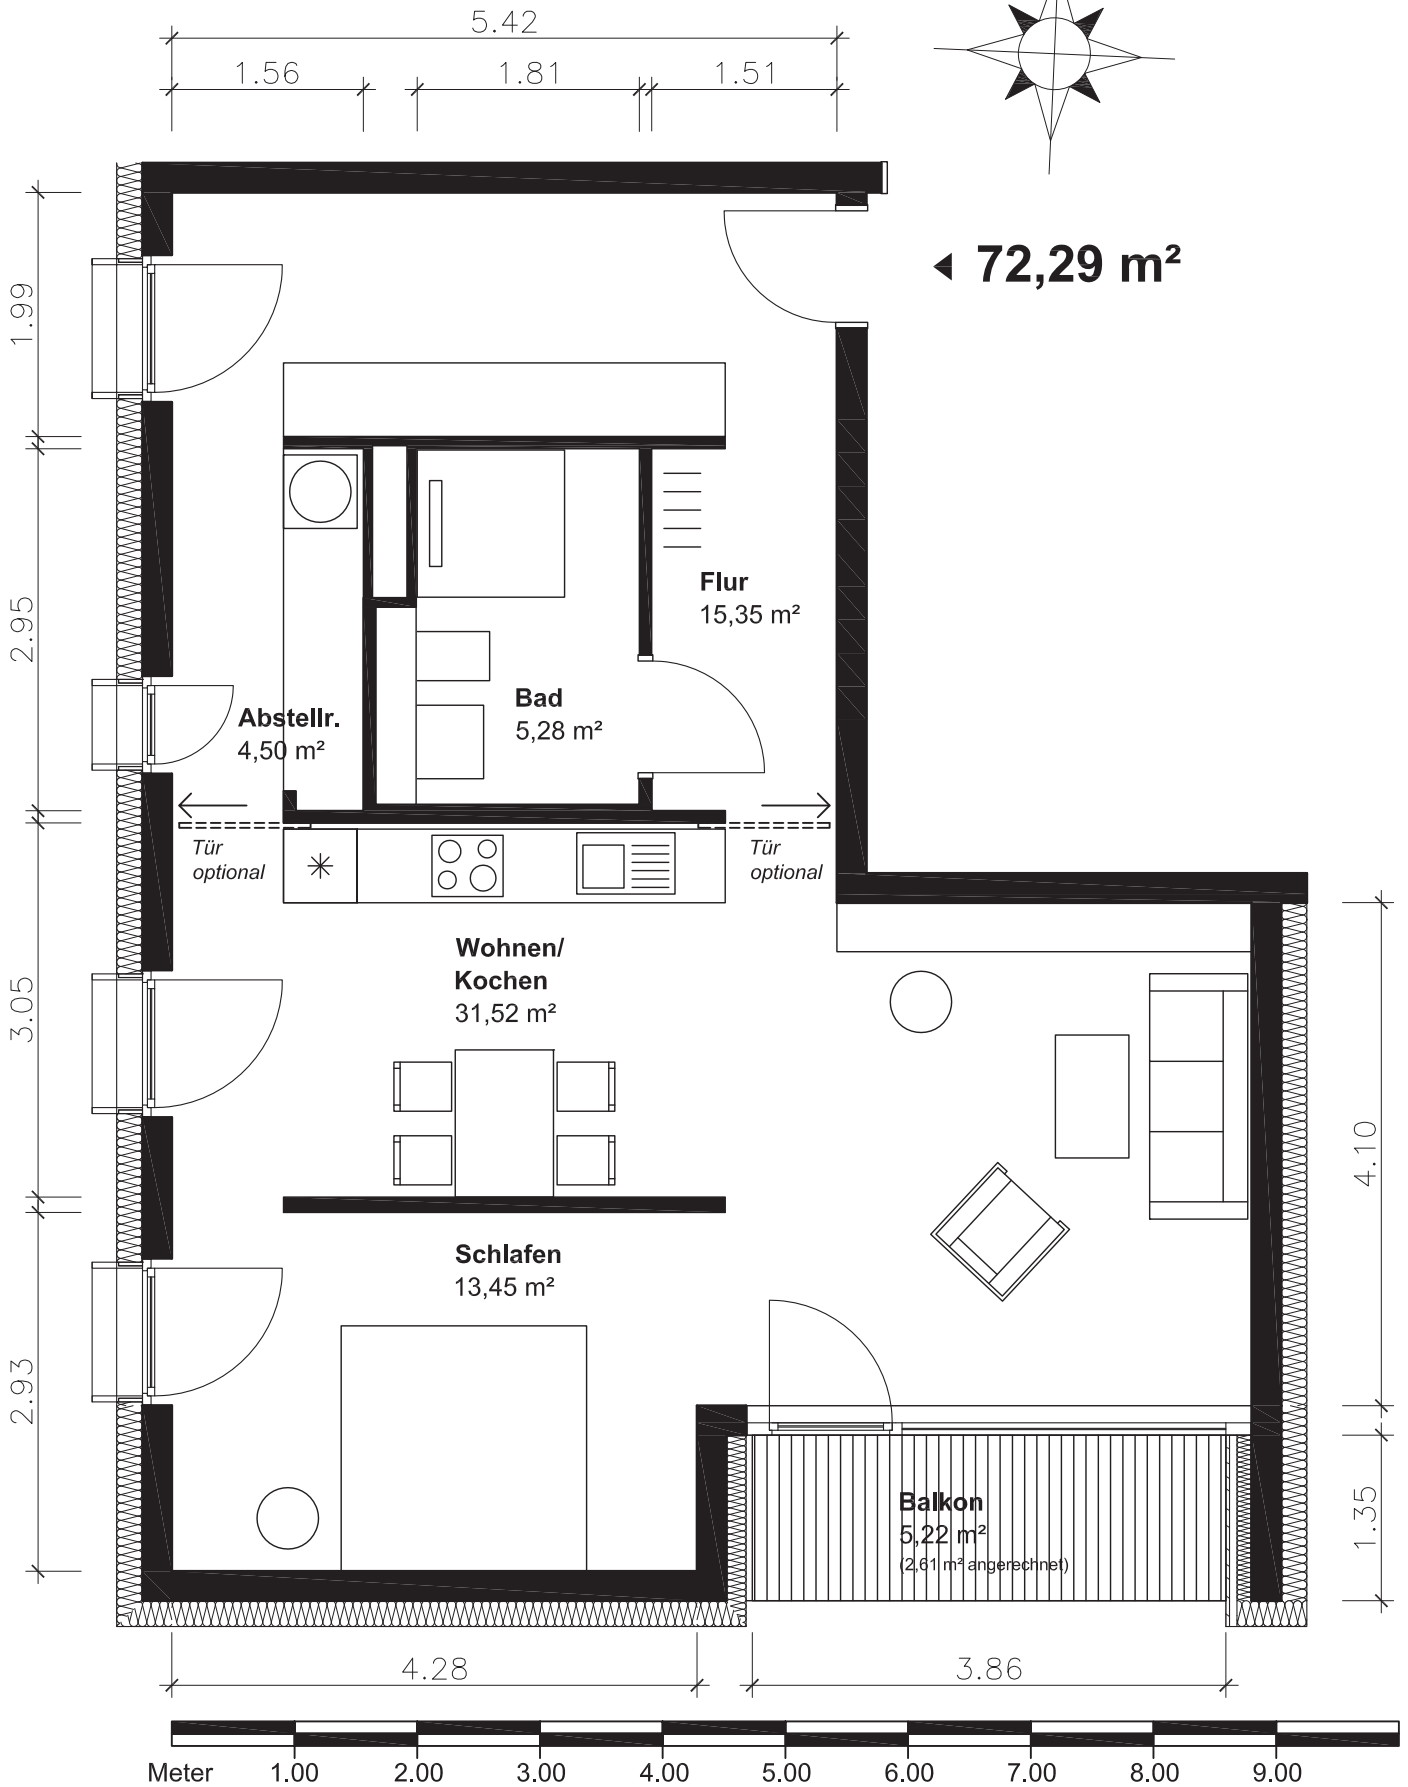 5.42
1.56
1.81
1.51
72,29 m²
1.99
2.95
3.05
2.93
Flur
15,35 m²
Bad
5,28 m²
Abstellr.
4,50 m²
Tür
optional
Tür
optional
Wohnen/
Kochen
31,52 m²
4.10
Schlafen
13,45 m²
Balkon
5,22 m²
(2,61 m² angerechnet)
1.35
4.28
3.86
Meter 1.00 2.00 3.00 4.00 5.00 6.00 7.00 8.00 9.00